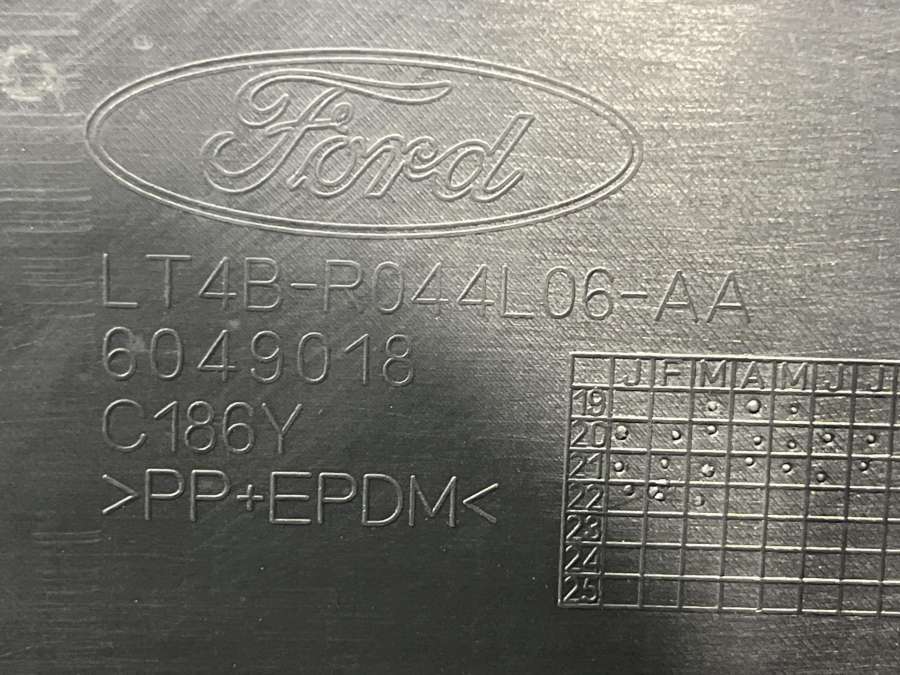 Ford
LT4B-R044L06-AA
6049018
C186Y
>PP+EPDM<
J F M A M J J
19
20
21
22
23
24
25